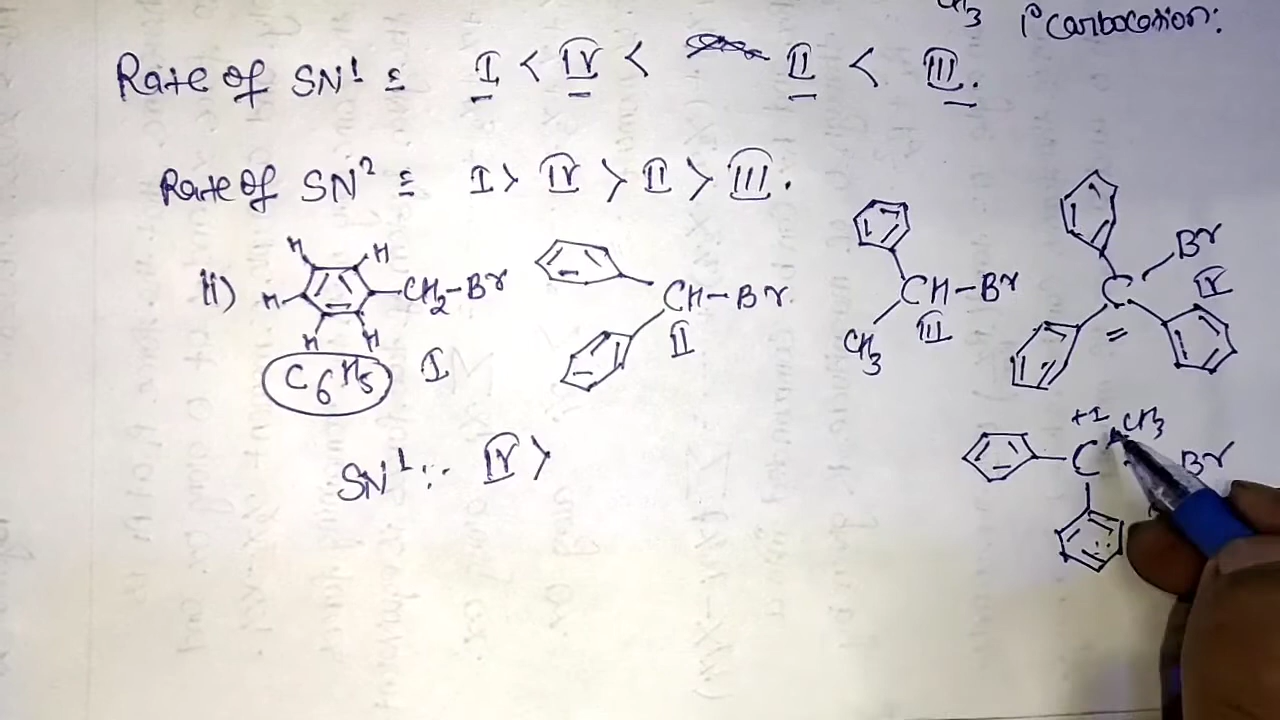 CH3 1° Carbocation:
Rate of SN1 : I < IV < II < III.
Rate of SN2 : I > IV > II > III.
ii) H H H H H CH2-Br CH-Br II CH3 CH-Br III C Br IV
C6H5 I
SN1 :- IV >
+I C CH3 Br